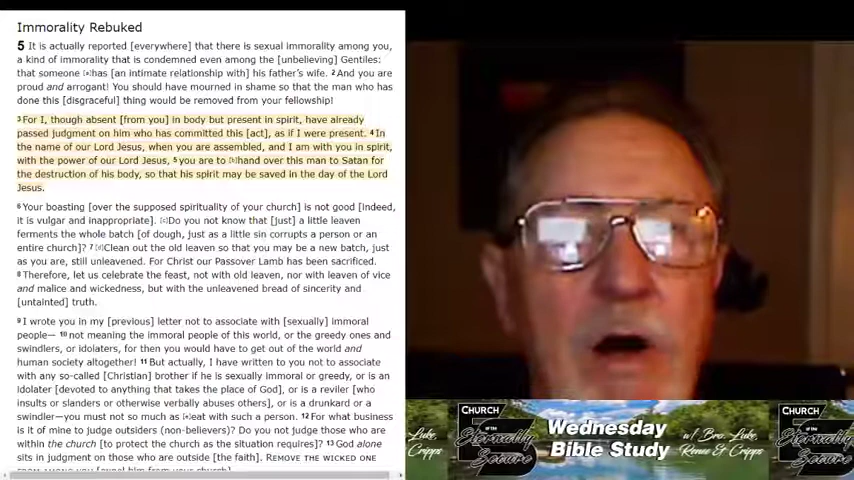 Immorality Rebuked
5 It is actually reported [everywhere] that there is sexual immorality among you,
a kind of immorality that is condemned even among the [unbelieving] Gentiles:
that someone [a]has [an intimate relationship with] his father's wife. 2 And you are
proud and arrogant! You should have mourned in shame so that the man who has
done this [disgraceful] thing would be removed from your fellowship!
3 For I, though absent [from you] in body but present in spirit, have already
passed judgment on him who has committed this [act], as if I were present. 4 In
the name of our Lord Jesus, when you are assembled, and I am with you in spirit,
with the power of our Lord Jesus, 5 you are to [b]hand over this man to Satan for
the destruction of his body, so that his spirit may be saved in the day of the Lord
Jesus.
6 Your boasting [over the supposed spirituality of your church] is not good [indeed,
it is vulgar and inappropriate]. [c]Do you not know that [just] a little leaven
ferments the whole batch [of dough, just as a little sin corrupts a person or an
entire church]? 7 [d]Clean out the old leaven so that you may be a new batch, just
as you are, still unleavened. For Christ our Passover Lamb has been sacrificed.
8 Therefore, let us celebrate the feast, not with old leaven, nor with leaven of vice
and malice and wickedness, but with the unleavened bread of sincerity and
[untainted] truth.
9 I wrote you in my [previous] letter not to associate with [sexually] immoral
people— 10 not meaning the immoral people of this world, or the greedy ones and
swindlers, or idolaters, for then you would have to get out of the world and
human society altogether! 11 But actually, I have written to you not to associate
with any so-called [Christian] brother if he is sexually immoral or greedy, or is an
idolater [devoted to anything that takes the place of God], or is a reviler [who
insults or slanders or otherwise verbally abuses others], or is a drunkard or a
swindler—you must not so much as [e]eat with such a person. 12 For what business
is it of mine to judge outsiders (non-believers)? Do you not judge those who are
within the church [to protect the church as the situation requires]? 13 God alone
sits in judgment on those who are outside [the faith]. REMOVE THE WICKED ONE
FROM AMONG YOU [expel him from your church].
Luke,
Cripps
CHURCH
OF THE
Eternally
Secure
Wednesday
Bible Study
w/ Bro. Luke,
Renee & Cripps
CHURCH
OF THE
Eternally
Secure